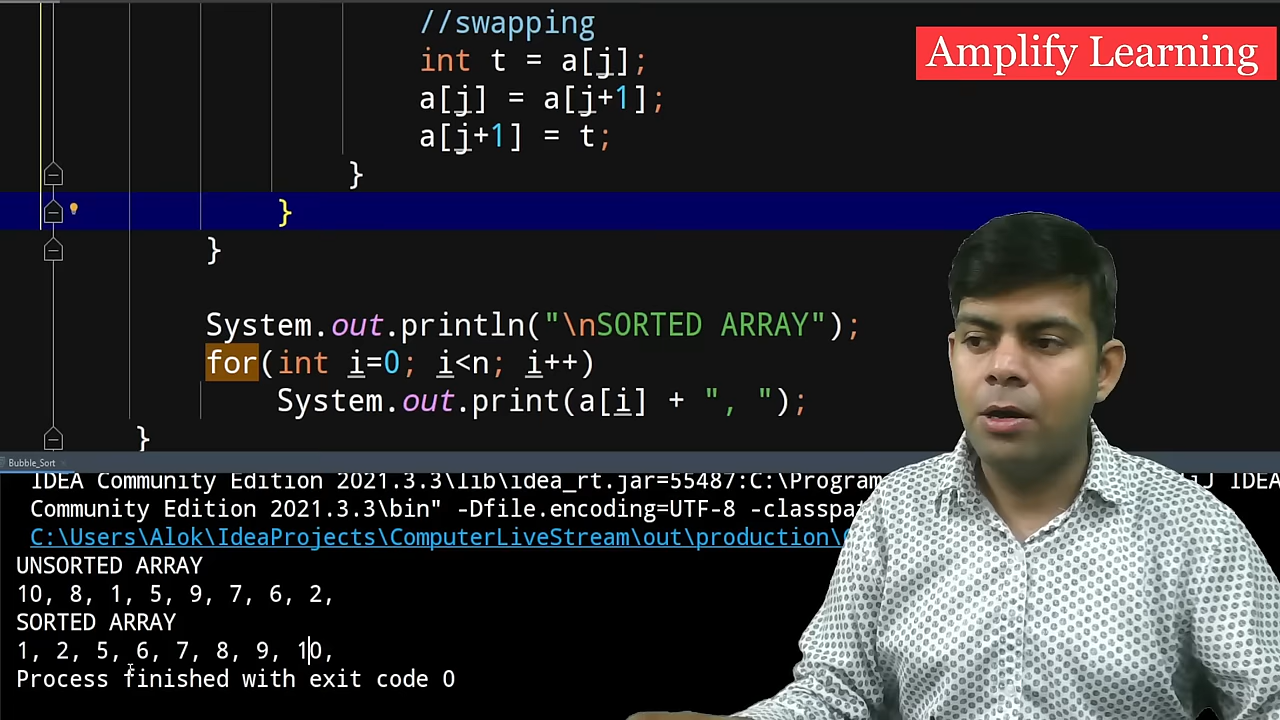 //swapping
int t = a[j];
a[j] = a[j+1];
a[j+1] = t;
}
}
}
System.out.println("\nSORTED ARRAY");
for(int i=0; i<n; i++)
System.out.print(a[i] + ", ");
}
Amplify Learning
Bubble_Sort
IDEA Community Edition 2021.3.3\lib\idea_rt.jar=55487:C:\Program IDEA
Community Edition 2021.3.3\bin" -Dfile.encoding=UTF-8 -classpa
C:\Users\Alok\IdeaProjects\ComputerLiveStream\out\production\
UNSORTED ARRAY
10, 8, 1, 5, 9, 7, 6, 2,
SORTED ARRAY
1, 2, 5, 6, 7, 8, 9, 10,
Process finished with exit code 0